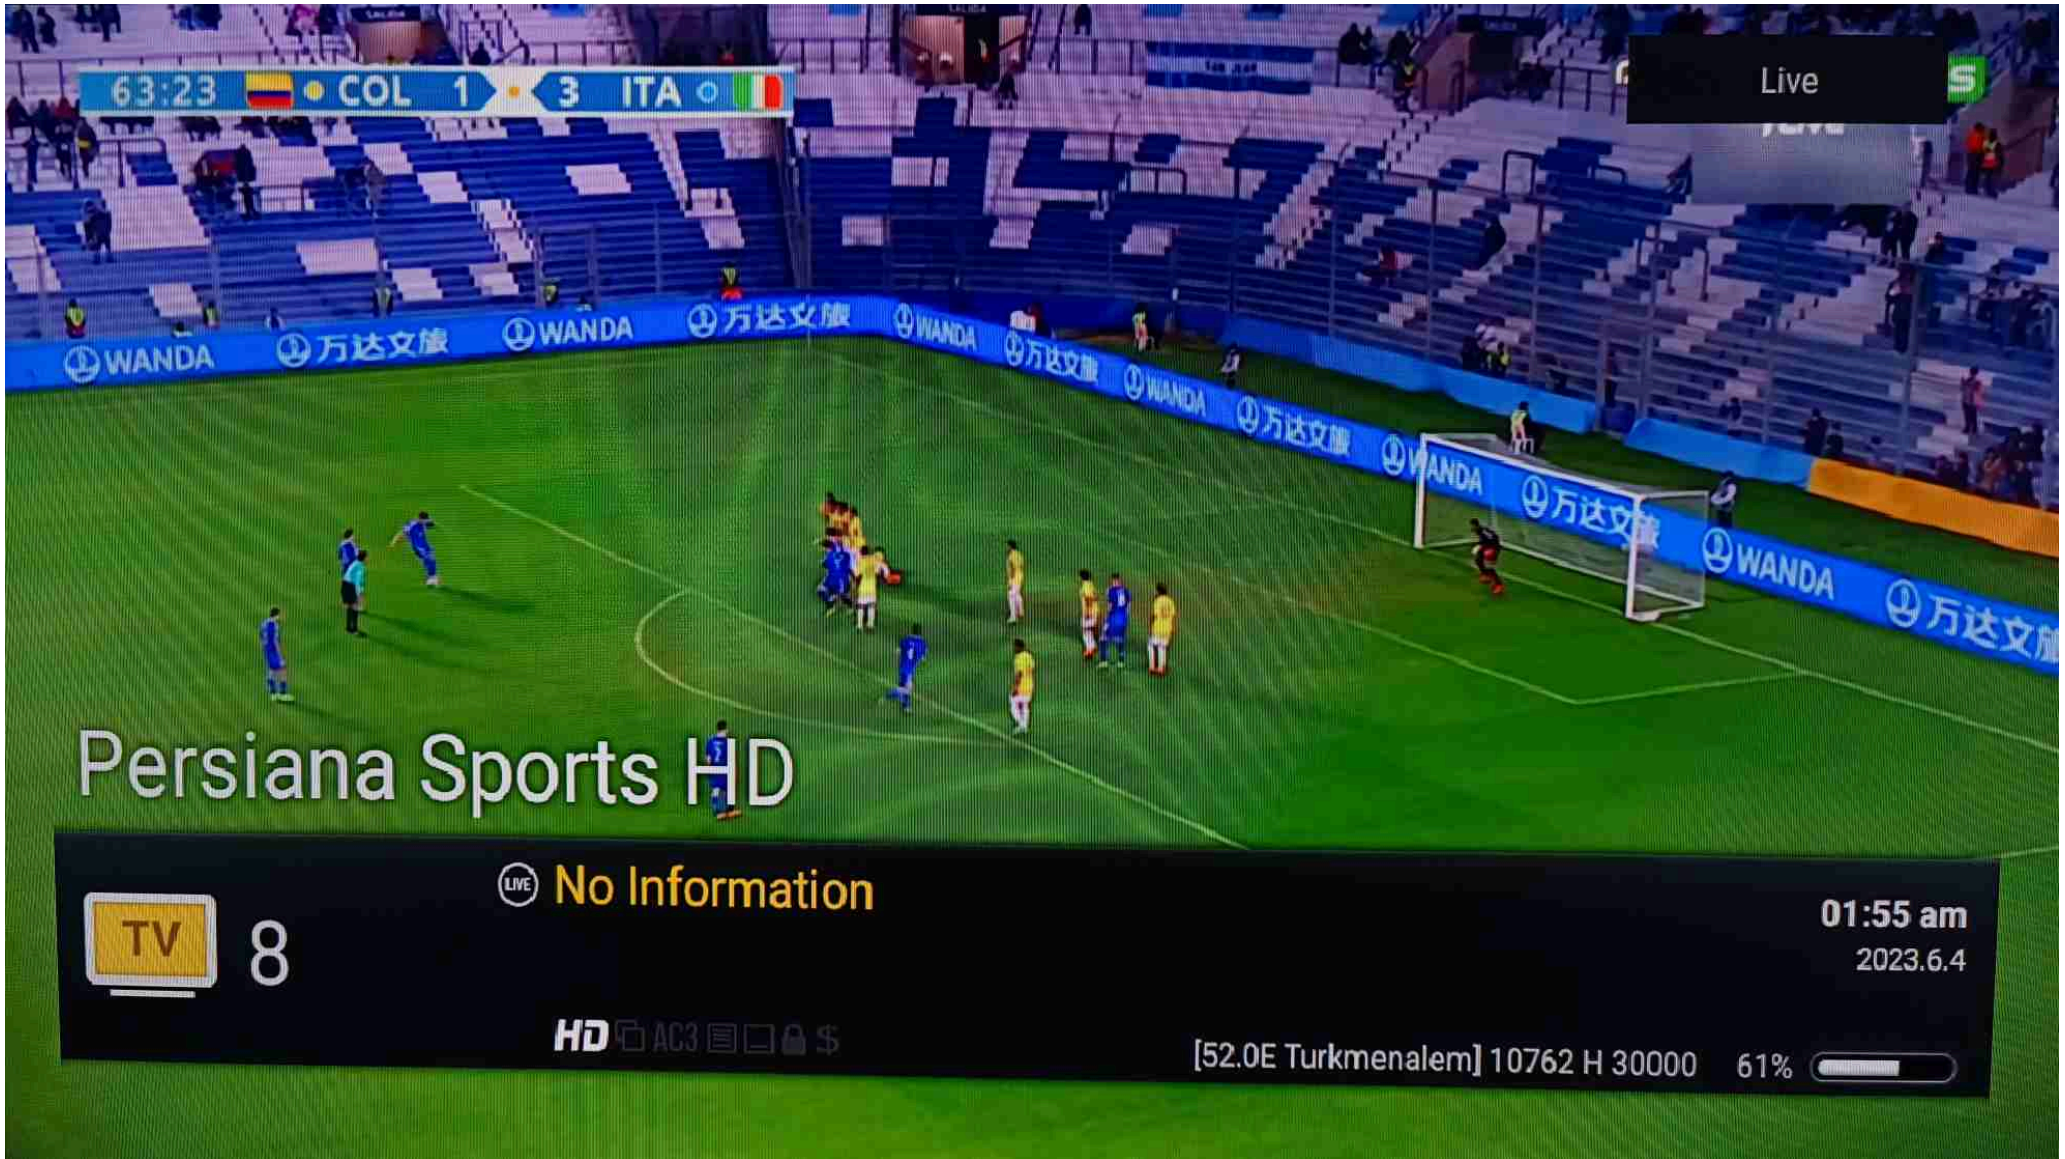 SALIDA
63:23 COL 1 3 ITA
Live
S
WANDA 万达文旅 WANDA 万达文旅 WANDA 万达文旅 WANDA 万达文旅 WANDA 万达文旅 WANDA 万达文旅
Persiana Sports HD
LIVE No Information
TV 8
01:55 am
2023.6.4
HD AC3 $
[52.0E Turkmenalem] 10762 H 30000 61%